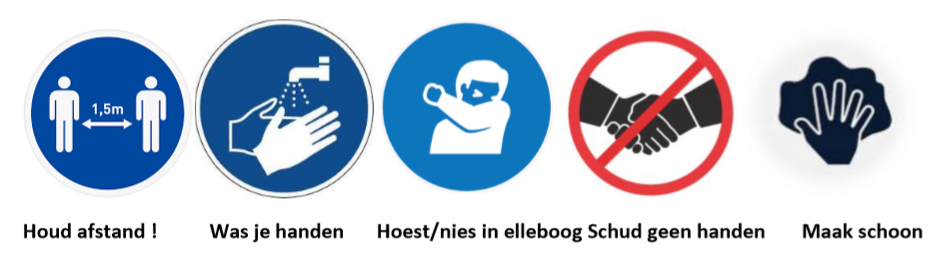 1,5m
Houd afstand ! Was je handen Hoest/nies in elleboog Schud geen handen Maak schoon